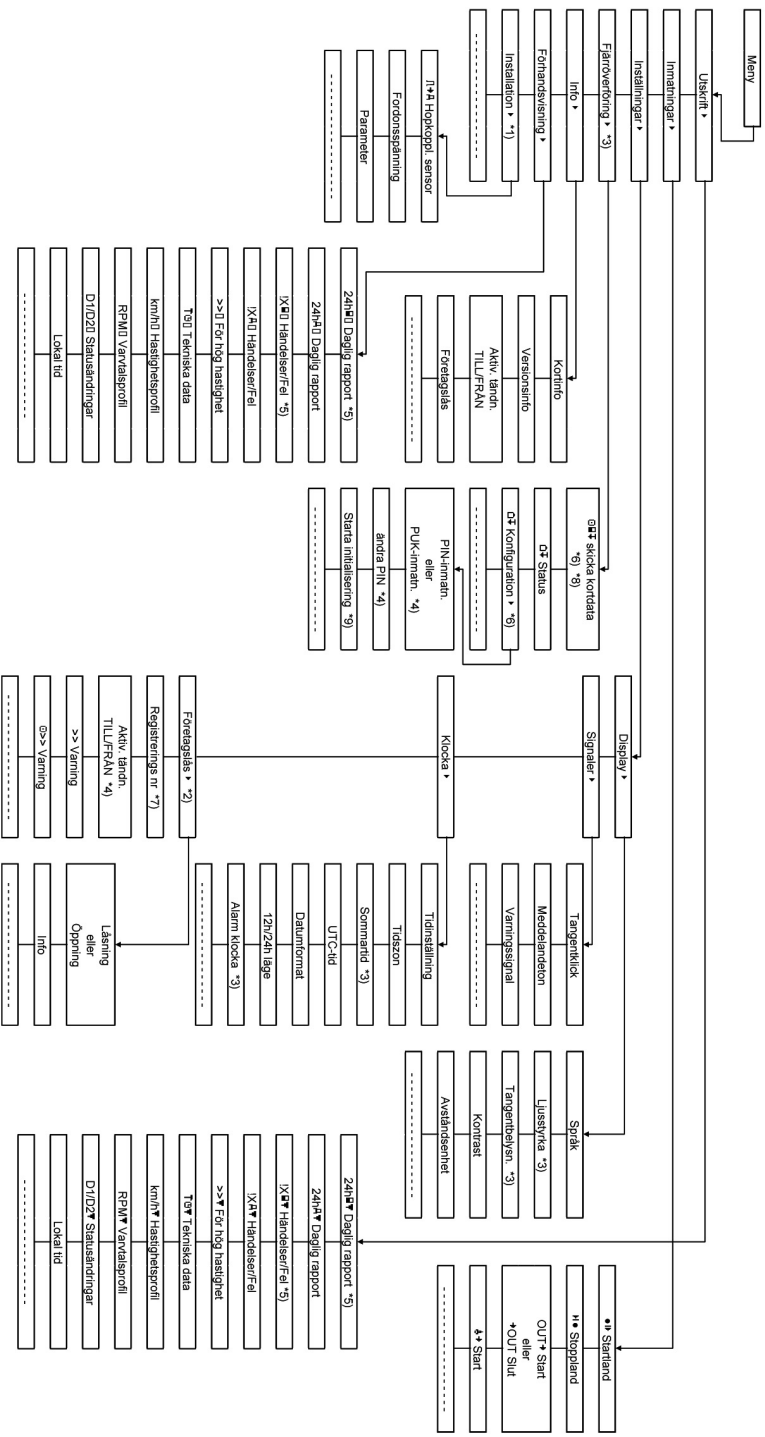 Meny
Utskrift ▸
Inmatningar ▸
Inställningar ▸
Fjärröverföring ▸ *3)
Info ▸
Förhandsvisning ▸
Installation ▸ *1)
- - - - - - - - - - - -
Hopkoppl. sensor
Fordonsspänning
Parameter
- - - - - - - - - - - -
24h Daglig rapport *5)
24h Daglig rapport
!X Händelser/Fel *5)
!X Händelser/Fel
>> För hög hastighet
Tekniska data
km/h Hastighetsprofil
RPM Varvtalsprofil
D1/D2 Statusändringar
Lokal tid
- - - - - - - - - - - -
Kortinfo
Versionsinfo
Aktiv. tändn.
TILL/FRÅN
Företagslås
- - - - - - - - - - - -
skicka kortdata
*6) *8)
Status
Konfiguration ▸ *6)
- - - - - - - - - - - -
PIN-inmatn.
eller
PUK-inmatn. *4)
ändra PIN *4)
Starta initialisering *9)
- - - - - - - - - - - -
Display ▸
Signaler ▸
Klocka ▸
Företagslås ▸ *2)
Registrerings nr *7)
Aktiv. tändn.
TILL/FRÅN *4)
>> Varning
>> Varning
- - - - - - - - - - - -
Tangentklick
Meddelandeton
Varningssignal
- - - - - - - - - - - -
Tidinställning
Tidszon
Sommartid *3)
UTC-tid
Datumformat
12h/24h läge
Alarm klocka *3)
- - - - - - - - - - - -
Låsning
eller
Öppning
Info
- - - - - - - - - - - -
Språk
Ljusstyrka *3)
Tangentbelysn. *3)
Kontrast
Avståndsenhet
- - - - - - - - - - - -
24h▼ Daglig rapport *5)
24h▼ Daglig rapport
!X▼ Händelser/Fel *5)
!X▼ Händelser/Fel
>>▼ För hög hastighet
▼ Tekniska data
km/h▼ Hastighetsprofil
RPM▼ Varvtalsprofil
D1/D2▼ Statusändringar
Lokal tid
- - - - - - - - - - - -
Startland
Stoppland
OUT➔ Start
eller
➔OUT Slut
Start
- - - - - - - - - - - -